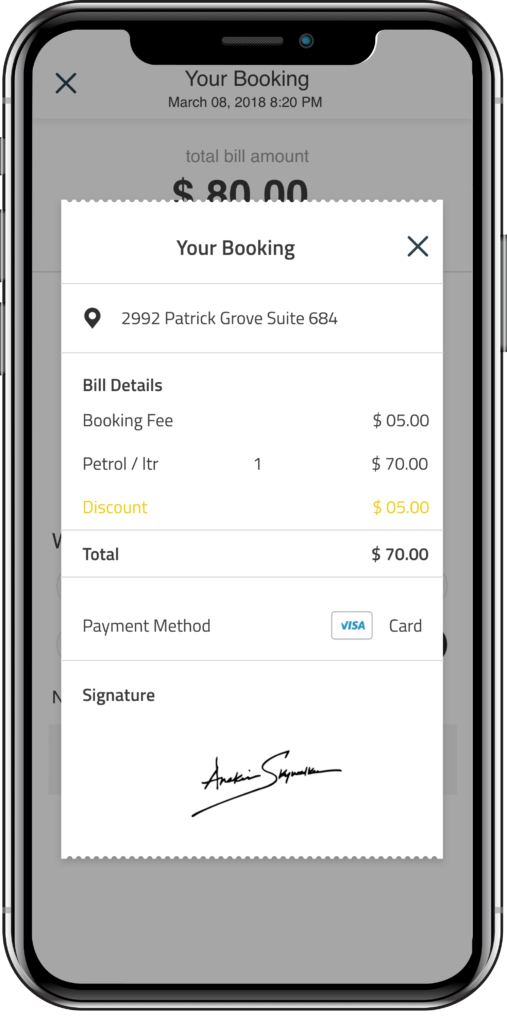 Your Booking
March 08, 2018 8:20 PM
total bill amount
$ 80.00
Your Booking
2992 Patrick Grove Suite 684
Bill Details
Booking Fee $ 05.00
Petrol / ltr 1 $ 70.00
Discount $ 05.00
Total $ 70.00
Payment Method VISA Card
Signature
Anakin Skywalker